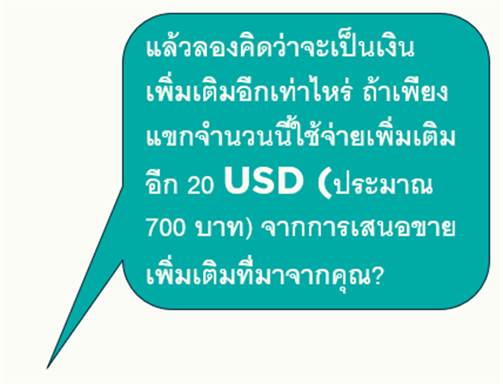 แล้วลองคิดว่าจะเป็นเงิน
เพิ่มเติมอีกเท่าไหร่ ถ้าเพียง
แขกจำนวนนี้ใช้จ่ายเพิ่มเติม
อีก 20 USD (ประมาณ
700 บาท) จากการเสนอขาย
เพิ่มเติมที่มาจากคุณ?